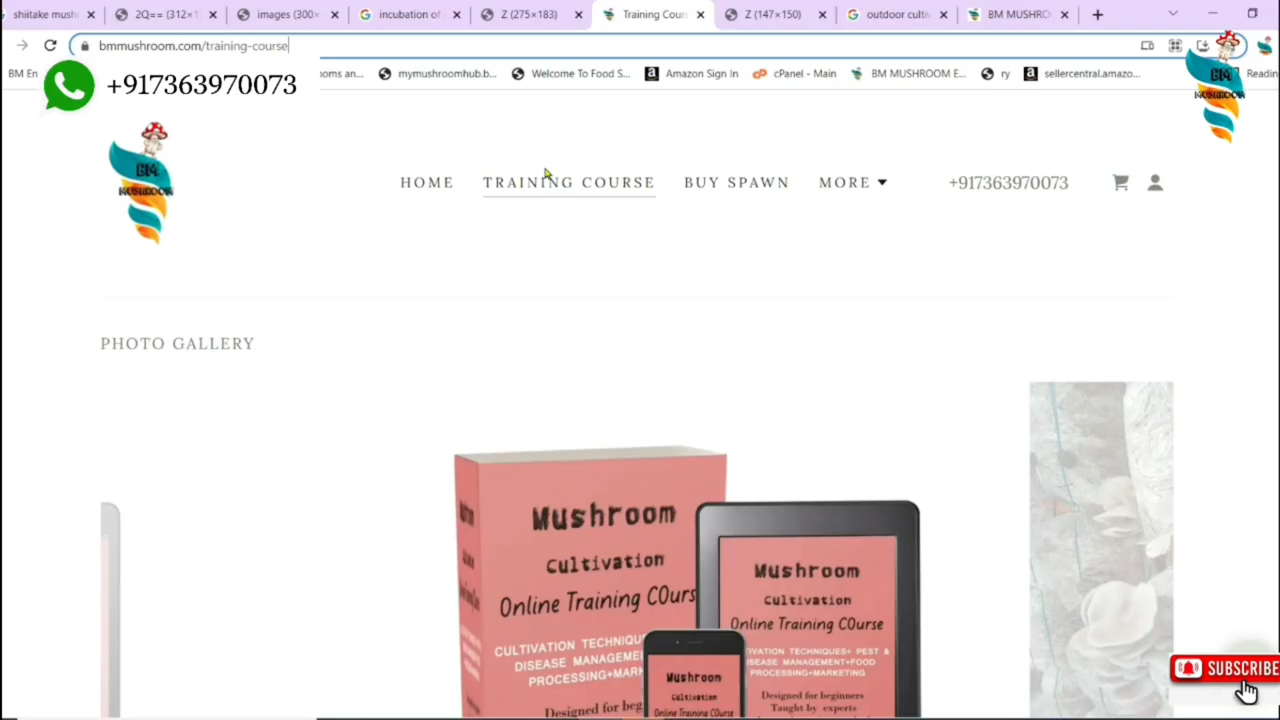 shiitake mush
2Q== (312×1
images (300×
incubation o
Z (275×183)
Training Cour
Z (147×150)
outdoor culti
BM MUSHRO
bmmushroom.com/training-course
BM En
ooms an...
mymushroomhub.b...
Welcome To Food S...
Amazon Sign In
cPanel - Main
BM MUSHROOM E...
ry
sellercentral.amazo...
Readin
+917363970073
BM
MUSHROOM
BM
MUSHROOM
HOME
TRAINING COURSE
BUY SPAWN
MORE
+917363970073
PHOTO GALLERY
Mushroom
Cultivation
Online Training COurs
CULTIVATION TECHNIQU
DISEASE MANAGEME
PROCESSING+MARK
Designed for beg
Mushroom
Cultivation
Online Training COurse
IVATION TECHNIQUES+ PEST &
ISEASE MANAGEMENT+FOOD
PROCESSING+MARKETING
Designed for beginners
Taught by experts
Mushroom
Cultivation
Online Training COurse
SUBSCRIBE